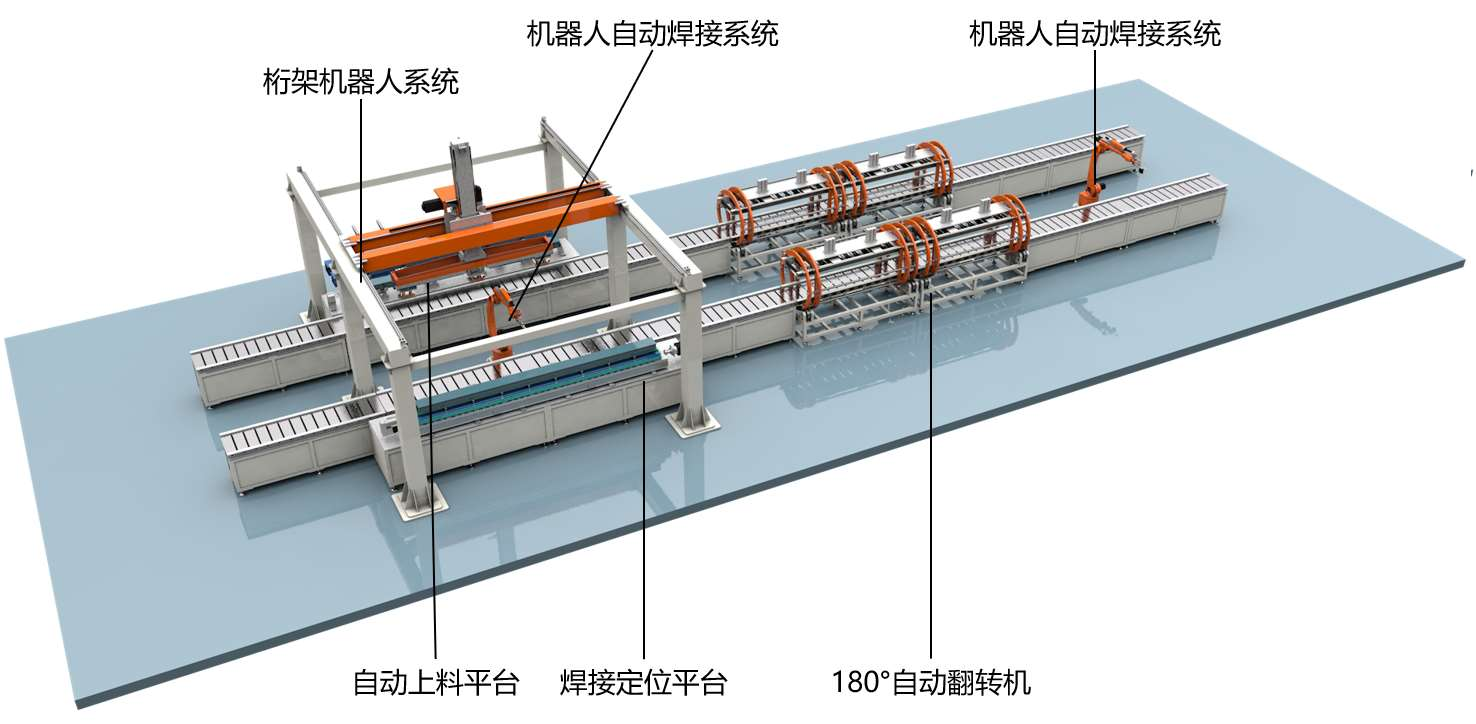 机器人自动焊接系统
机器人自动焊接系统
桁架机器人系统
自动上料平台
焊接定位平台
180°自动翻转机